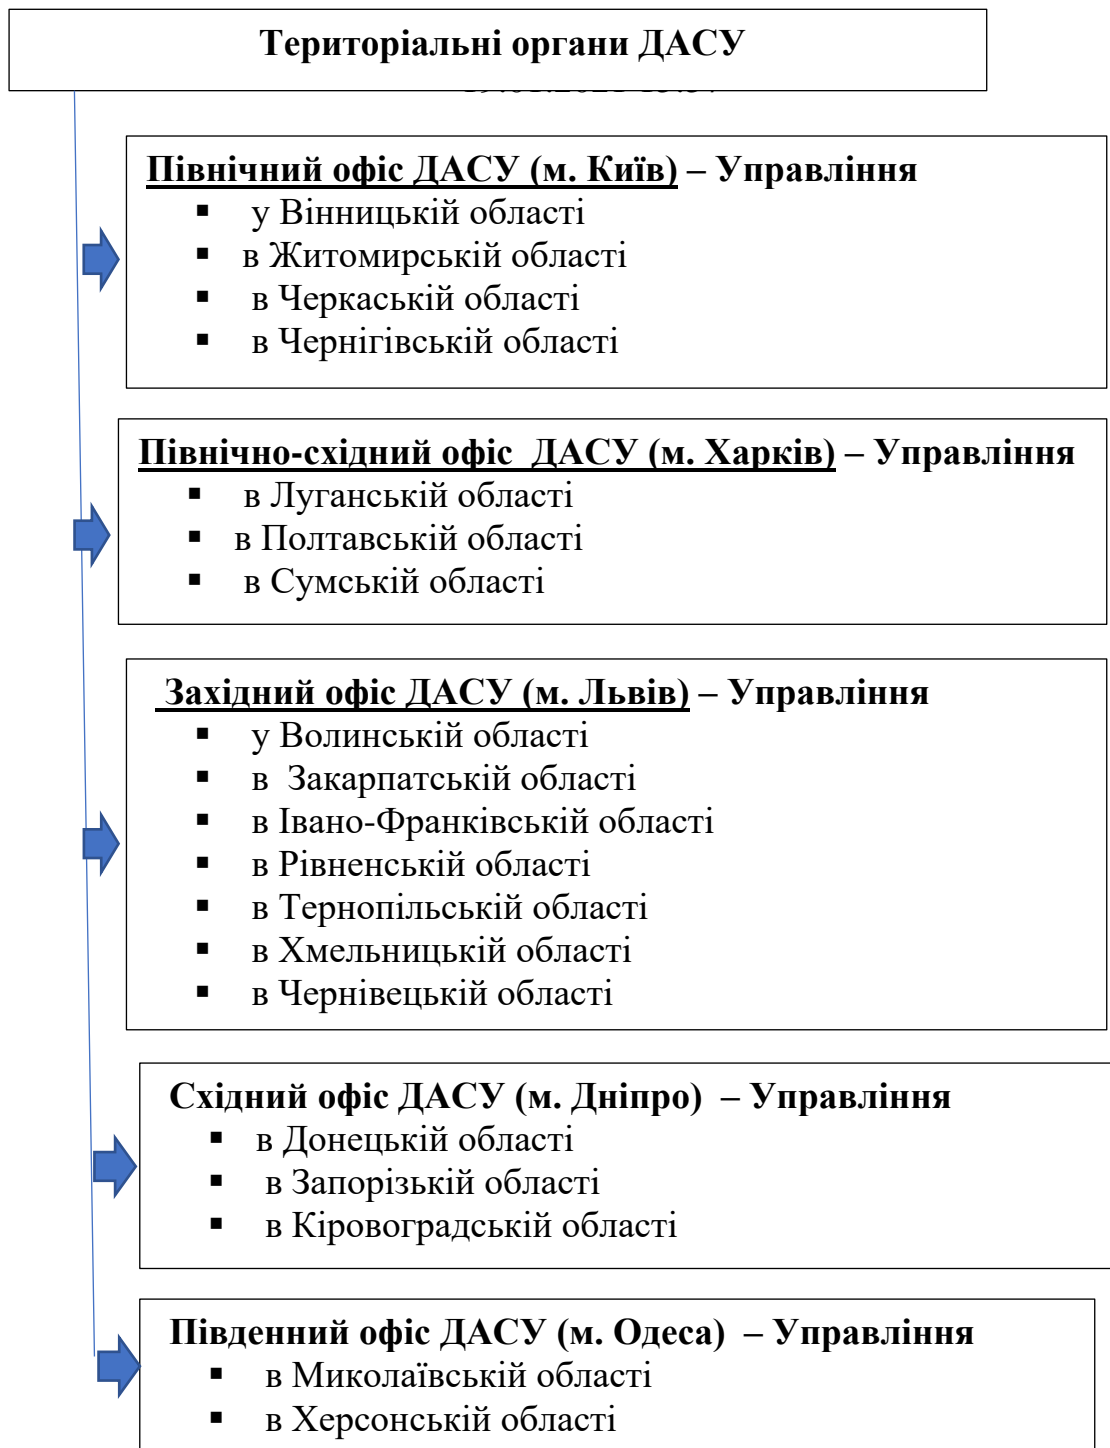 Територіальні органи ДАСУ
Північний офіс ДАСУ (м. Київ) – Управління
▪ у Вінницькій області
▪ в Житомирській області
▪ в Черкаській області
▪ в Чернігівській області
Північно-східний офіс ДАСУ (м. Харків) – Управління
▪ в Луганській області
▪ в Полтавській області
▪ в Сумській області
Західний офіс ДАСУ (м. Львів) – Управління
▪ у Волинській області
▪ в Закарпатській області
▪ в Івано-Франківській області
▪ в Рівненській області
▪ в Тернопільській області
▪ в Хмельницькій області
▪ в Чернівецькій області
Східний офіс ДАСУ (м. Дніпро) – Управління
▪ в Донецькій області
▪ в Запорізькій області
▪ в Кіровоградській області
Південний офіс ДАСУ (м. Одеса) – Управління
▪ в Миколаївській області
▪ в Херсонській області